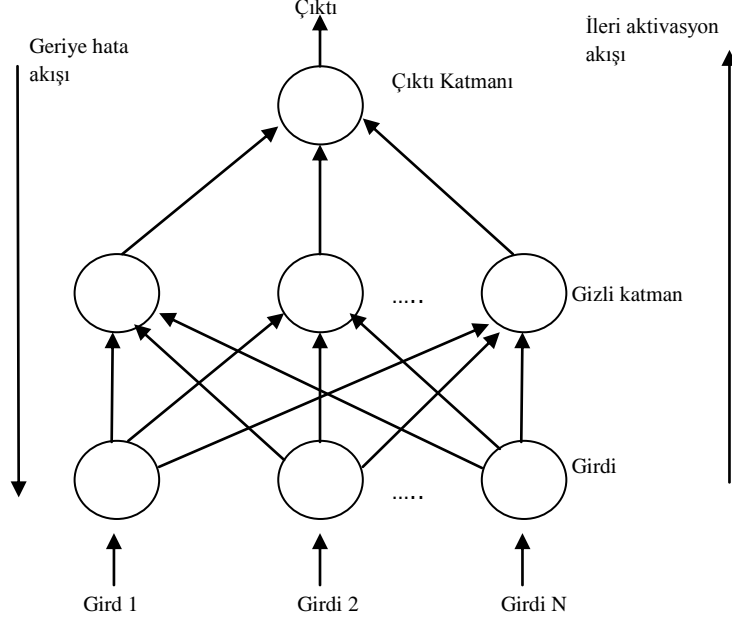 Çıktı
Geriye hata
akışı
İleri aktivasyon
akışı
Çıktı Katmanı
.....
Gizli katman
.....
Girdi
Gird 1
Girdi 2
Girdi N